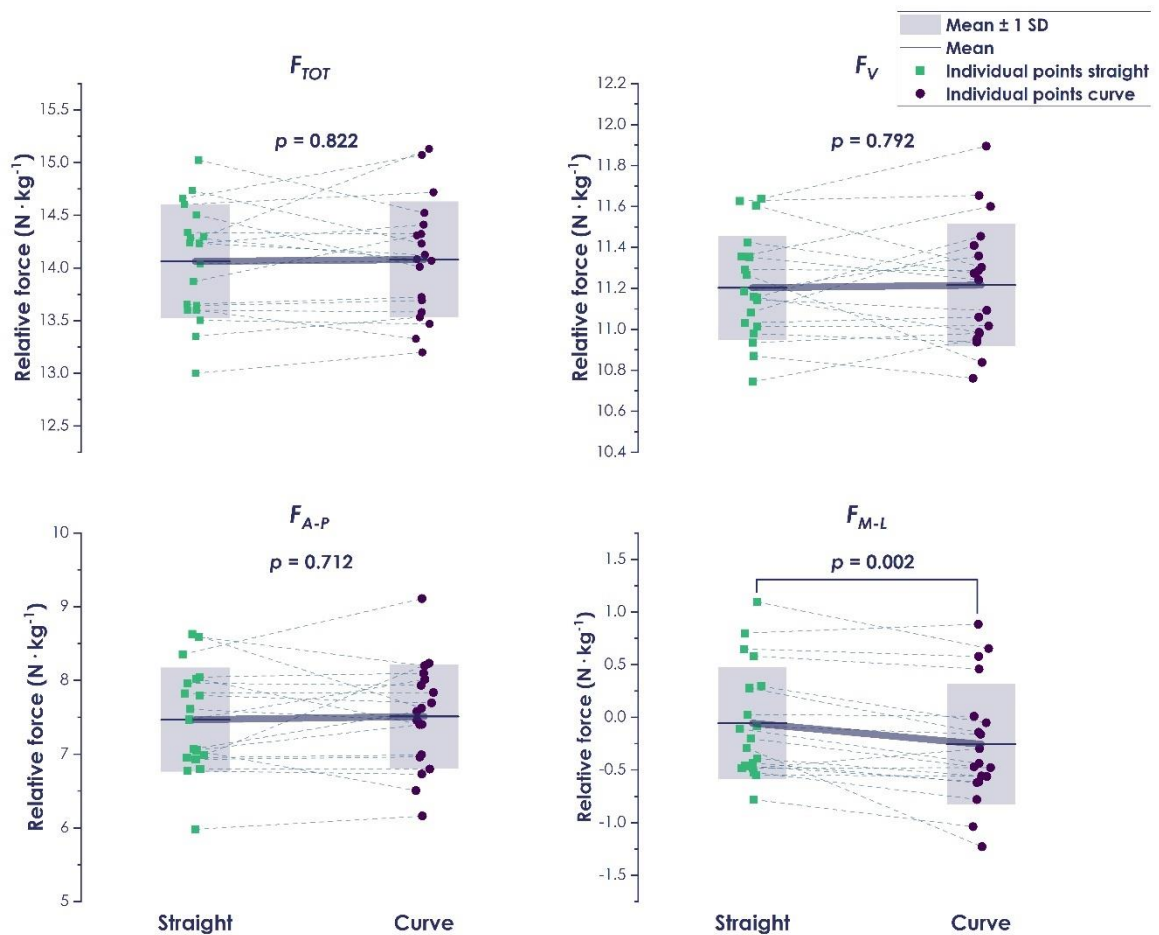 Mean ± 1 SD
Mean
Individual points straight
Individual points curve
F_TOT
p = 0.822
Relative force (N · kg⁻¹)
15.5
15.0
14.5
14.0
13.5
13.0
12.5
F_V
p = 0.792
Relative force (N · kg⁻¹)
12.2
12.0
11.8
11.6
11.4
11.2
11.0
10.8
10.6
10.4
F_A-P
p = 0.712
Relative force (N · kg⁻¹)
10
9
8
7
6
5
Straight
Curve
F_M-L
p = 0.002
Relative force (N · kg⁻¹)
1.5
1.0
0.5
0.0
-0.5
-1.0
-1.5
Straight
Curve